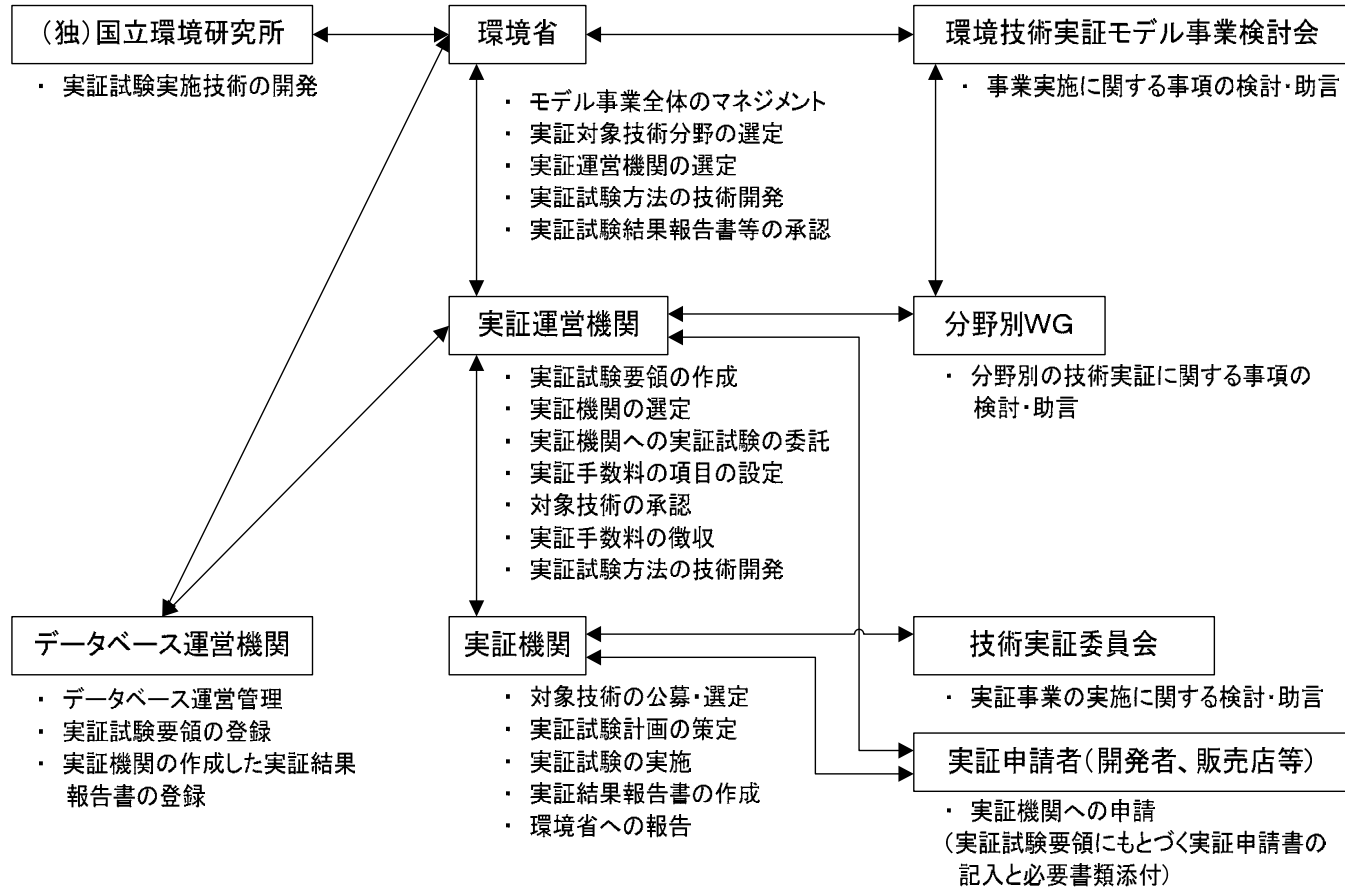 （独）国立環境研究所
・ 実証試験実施技術の開発
環境省
・ モデル事業全体のマネジメント
・ 実証対象技術分野の選定
・ 実証運営機関の選定
・ 実証試験方法の技術開発
・ 実証試験結果報告書等の承認
環境技術実証モデル事業検討会
・ 事業実施に関する事項の検討・助言
実証運営機関
・ 実証試験要領の作成
・ 実証機関の選定
・ 実証機関への実証試験の委託
・ 実証手数料の項目の設定
・ 対象技術の承認
・ 実証手数料の徴収
・ 実証試験方法の技術開発
分野別WG
・ 分野別の技術実証に関する事項の
検討・助言
データベース運営機関
・ データベース運営管理
・ 実証試験要領の登録
・ 実証機関の作成した実証結果
報告書の登録
実証機関
・ 対象技術の公募・選定
・ 実証試験計画の策定
・ 実証試験の実施
・ 実証結果報告書の作成
・ 環境省への報告
技術実証委員会
・ 実証事業の実施に関する検討・助言
実証申請者（開発者、販売店等）
・ 実証機関への申請
（実証試験要領にもとづく実証申請書の
記入と必要書類添付）